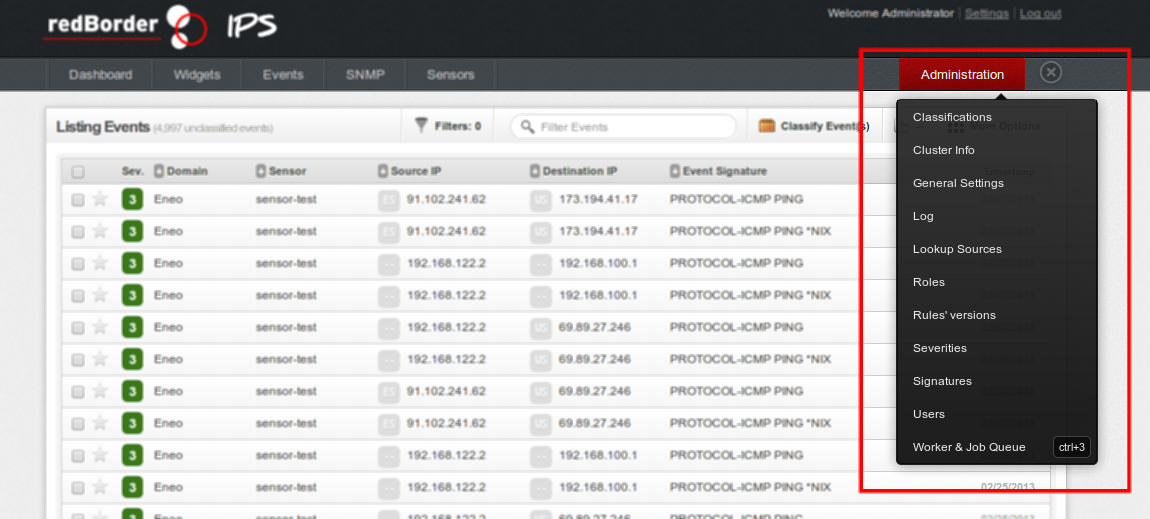 redBorder IPS
Welcome Administrator | Settings | Log out
Dashboard Widgets Events SNMP Sensors Administration
Listing Events (4,997 unclassified events) Filters: 0 Filter Events Classify Event(s) More Options
Sev. Domain Sensor Source IP Destination IP Event Signature
3 Eneo sensor-test ES 91.102.241.62 US 173.194.41.17 PROTOCOL-ICMP PING
3 Eneo sensor-test ES 91.102.241.62 US 173.194.41.17 PROTOCOL-ICMP PING *NIX
3 Eneo sensor-test -- 192.168.122.2 -- 192.168.100.1 PROTOCOL-ICMP PING
3 Eneo sensor-test -- 192.168.122.2 -- 192.168.100.1 PROTOCOL-ICMP PING *NIX
3 Eneo sensor-test -- 192.168.122.2 US 69.89.27.246 PROTOCOL-ICMP PING
3 Eneo sensor-test -- 192.168.122.2 US 69.89.27.246 PROTOCOL-ICMP PING *NIX
3 Eneo sensor-test ES 91.102.241.62 US 69.89.27.246 PROTOCOL-ICMP PING
3 Eneo sensor-test ES 91.102.241.62 US 69.89.27.246 PROTOCOL-ICMP PING *NIX
3 Eneo sensor-test -- 192.168.122.2 -- 192.168.100.1 PROTOCOL-ICMP PING
3 Eneo sensor-test -- 192.168.122.2 -- 192.168.100.1 PROTOCOL-ICMP PING *NIX 02/25/2013
Classifications
Cluster Info
General Settings
Log
Lookup Sources
Roles
Rules' versions
Severities
Signatures
Users
Worker & Job Queue ctrl+3